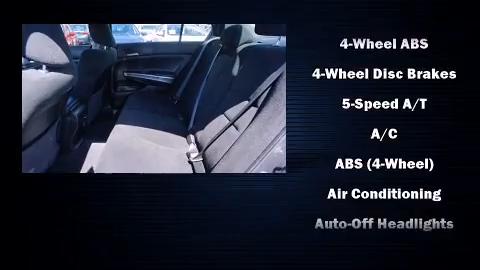 4-Wheel ABS
4-Wheel Disc Brakes
5-Speed A/T
A/C
ABS (4-Wheel)
Air Conditioning
Auto-Off Headlights